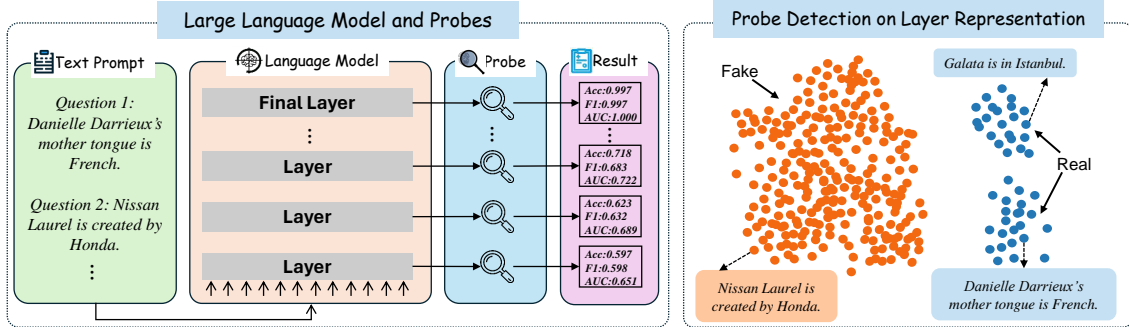 Large Language Model and Probes
Text Prompt
Question 1:
Danielle Darrieux's
mother tongue is
French.
Question 2: Nissan
Laurel is created by
Honda.
Language Model
Final Layer
Layer
Layer
Layer
Probe
Result
Acc:0.997
F1:0.997
AUC:1.000
Acc:0.718
F1:0.683
AUC:0.722
Acc:0.623
F1:0.632
AUC:0.689
Acc:0.597
F1:0.598
AUC:0.651
Probe Detection on Layer Representation
Fake
Galata is in Istanbul.
Real
Nissan Laurel is
created by Honda.
Danielle Darrieux's
mother tongue is French.